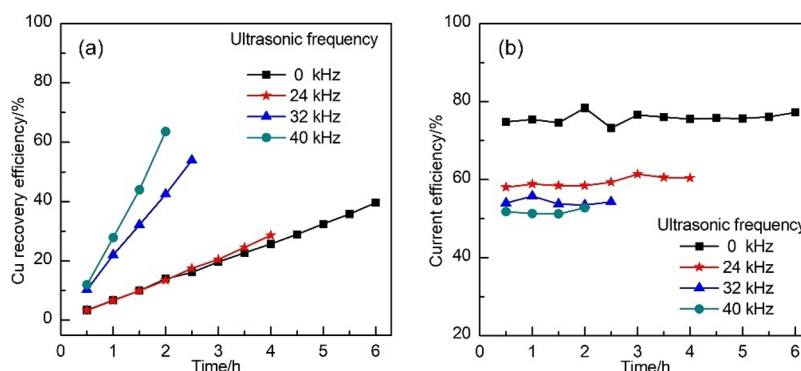 (a)
Ultrasonic frequency
0 kHz
24 kHz
32 kHz
40 kHz
Cu recovery efficiency/%
100
80
60
40
20
0
0 1 2 3 4 5 6
Time/h
(b)
Current efficiency/%
100
80
60
40
20
Ultrasonic frequency
0 kHz
24 kHz
32 kHz
40 kHz
0 1 2 3 4 5 6
Time/h